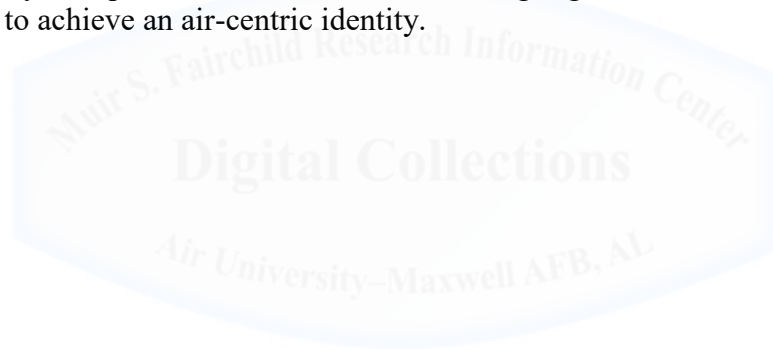 to achieve an air-centric identity.
Muir S. Fairchild Research Information Center
Digital Collections
Air University–Maxwell AFB, AL